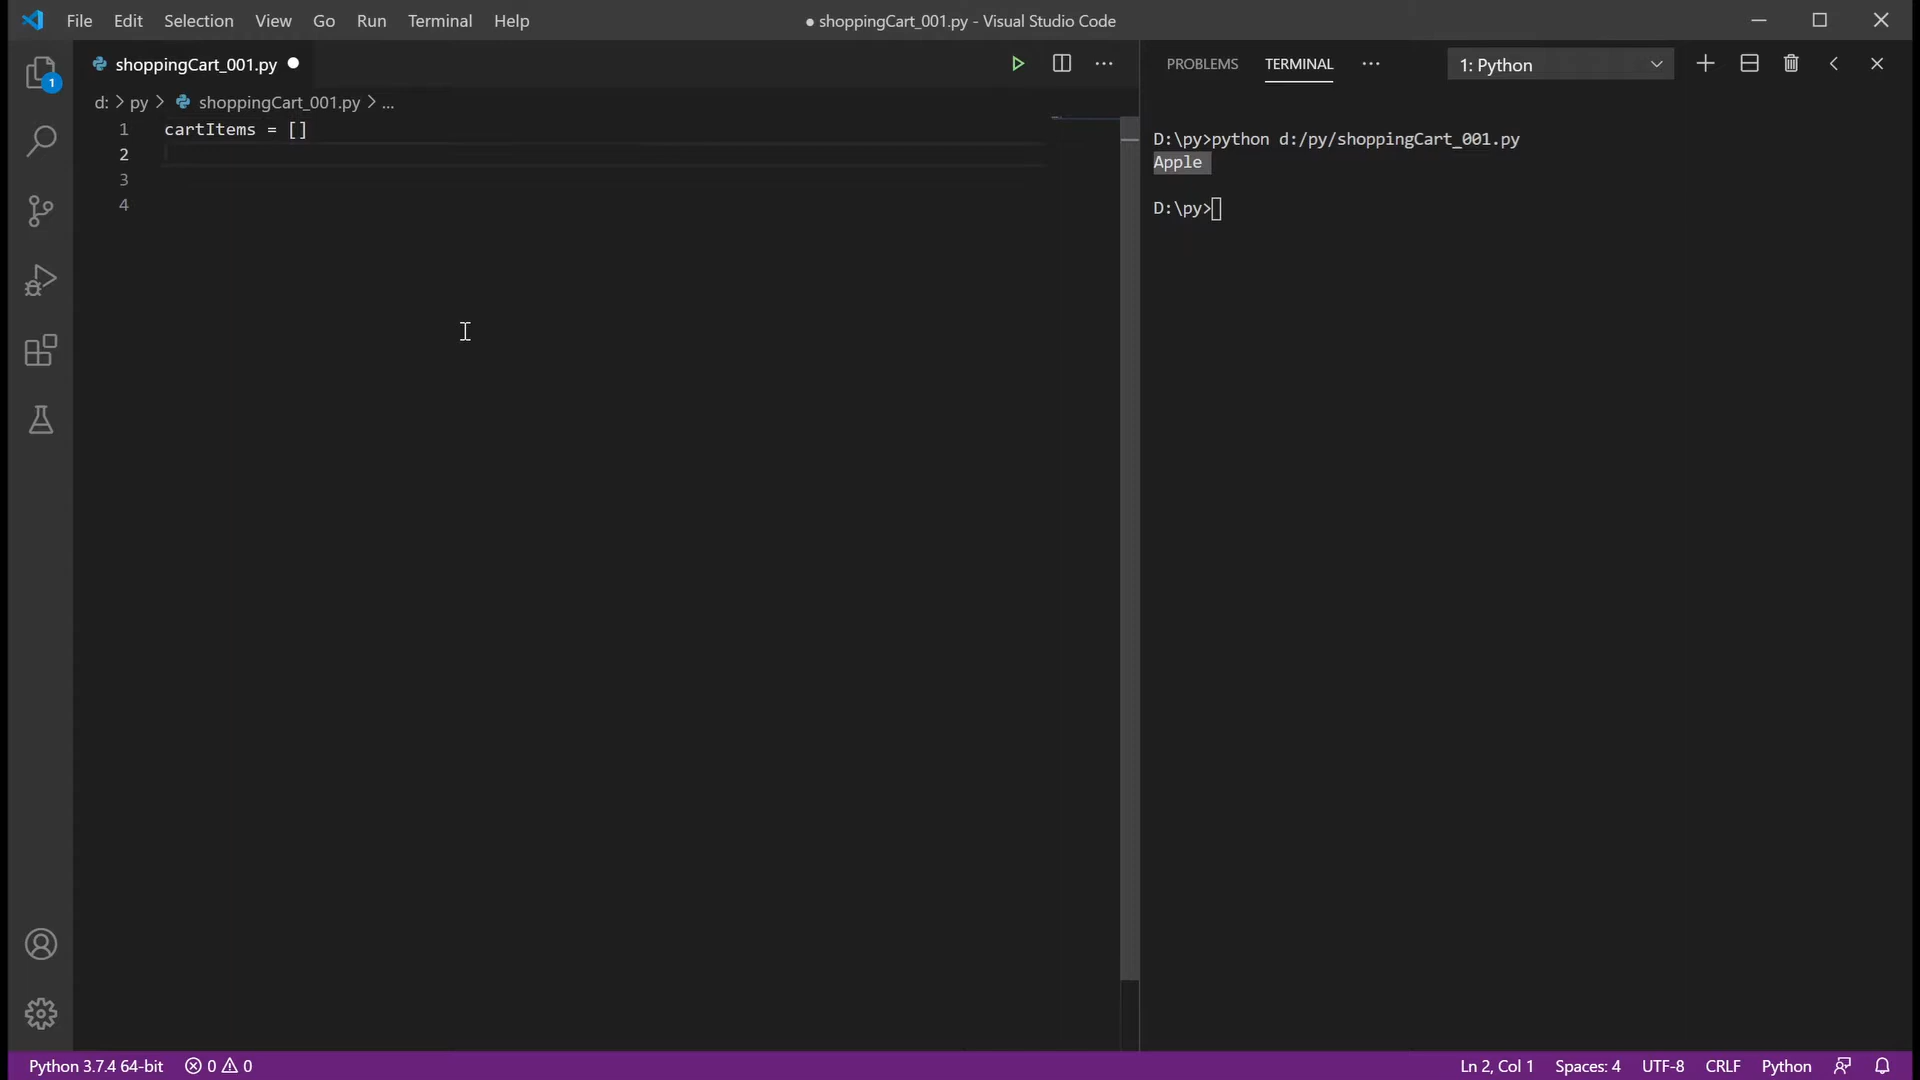 File Edit Selection View Go Run Terminal Help
● shoppingCart_001.py - Visual Studio Code
1
shoppingCart_001.py ●
PROBLEMS TERMINAL ···
1: Python
d: > py > shoppingCart_001.py > ...
1 cartItems = []
2
3
4
D:\py>python d:/py/shoppingCart_001.py
Apple
D:\py>
Python 3.7.4 64-bit 0 0
Ln 2, Col 1 Spaces: 4 UTF-8 CRLF Python